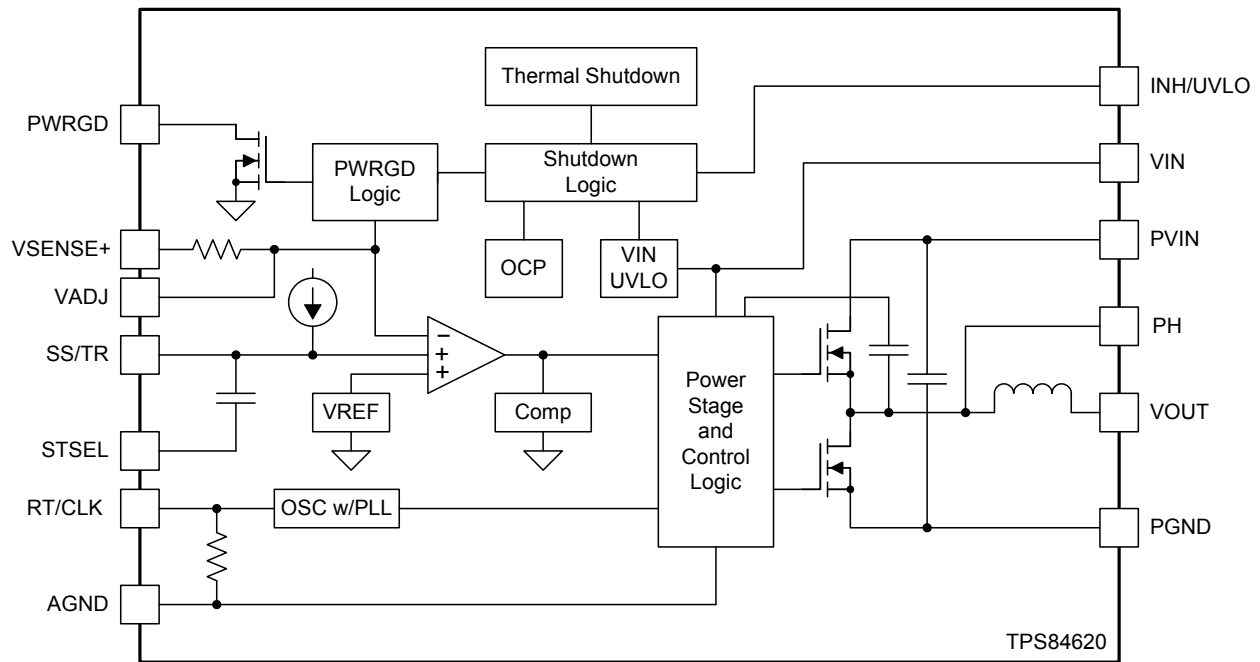 Thermal Shutdown
INH/UVLO
PWRGD
PWRGD
Logic
Shutdown
Logic
VIN
VSENSE+
OCP
VIN
UVLO
PVIN
VADJ
SS/TR
PH
−
+
+
VREF
Comp
Power
Stage
and
Control
Logic
VOUT
STSEL
RT/CLK
OSC w/PLL
PGND
AGND
TPS84620